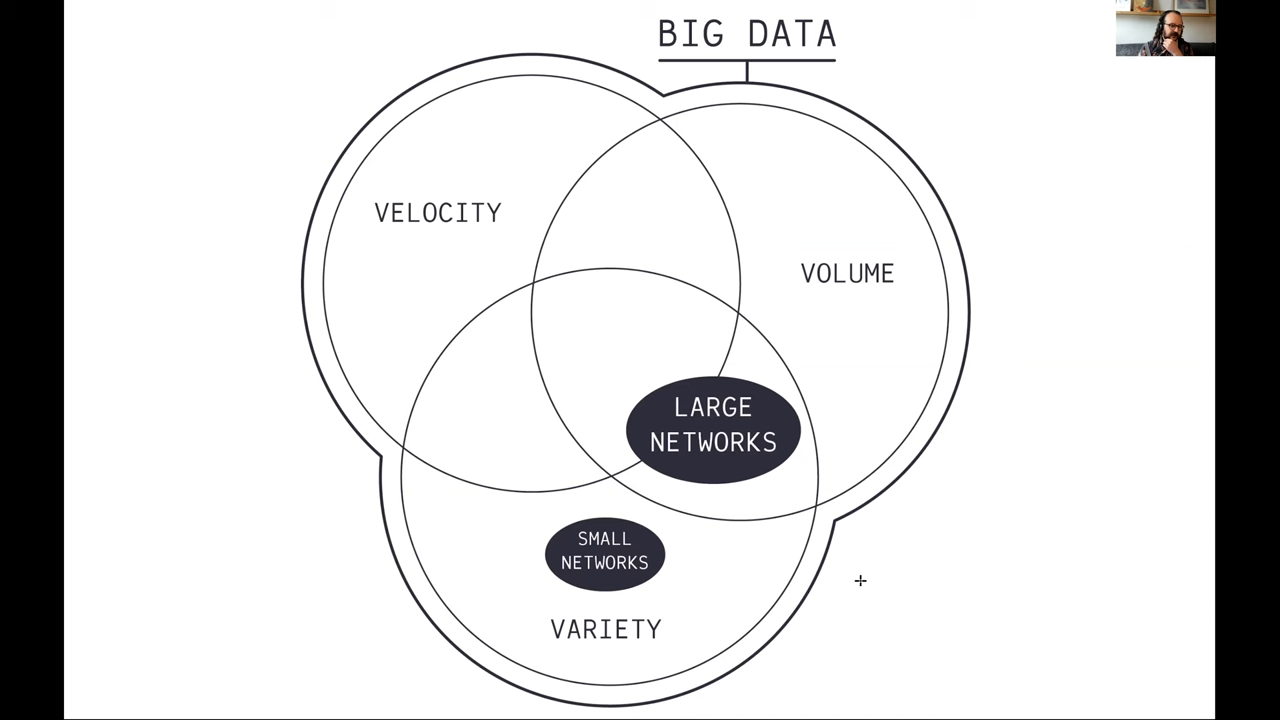 BIG DATA
VELOCITY
VOLUME
LARGE
NETWORKS
SMALL
NETWORKS
VARIETY